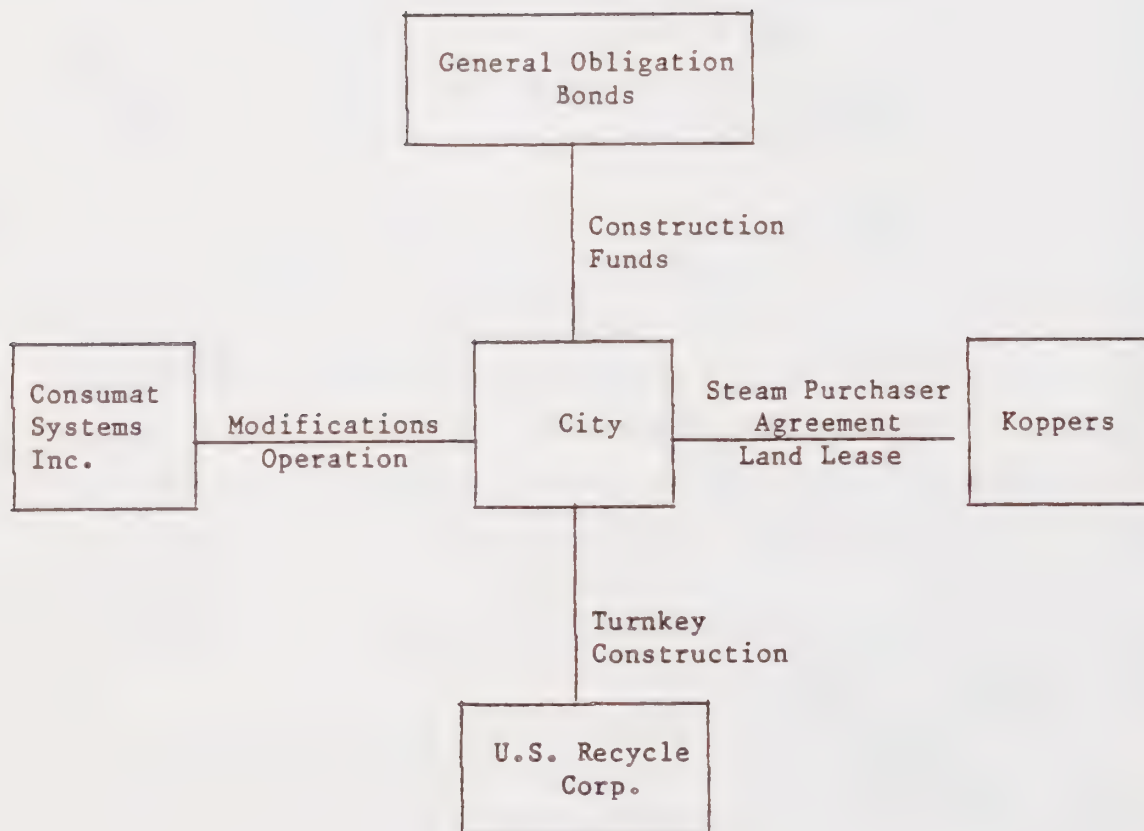 General Obligation
Bonds
Construction
Funds
Consumat
Systems
Inc.
Modifications
Operation
City
Steam Purchaser
Agreement
Land Lease
Koppers
Turnkey
Construction
U.S. Recycle
Corp.